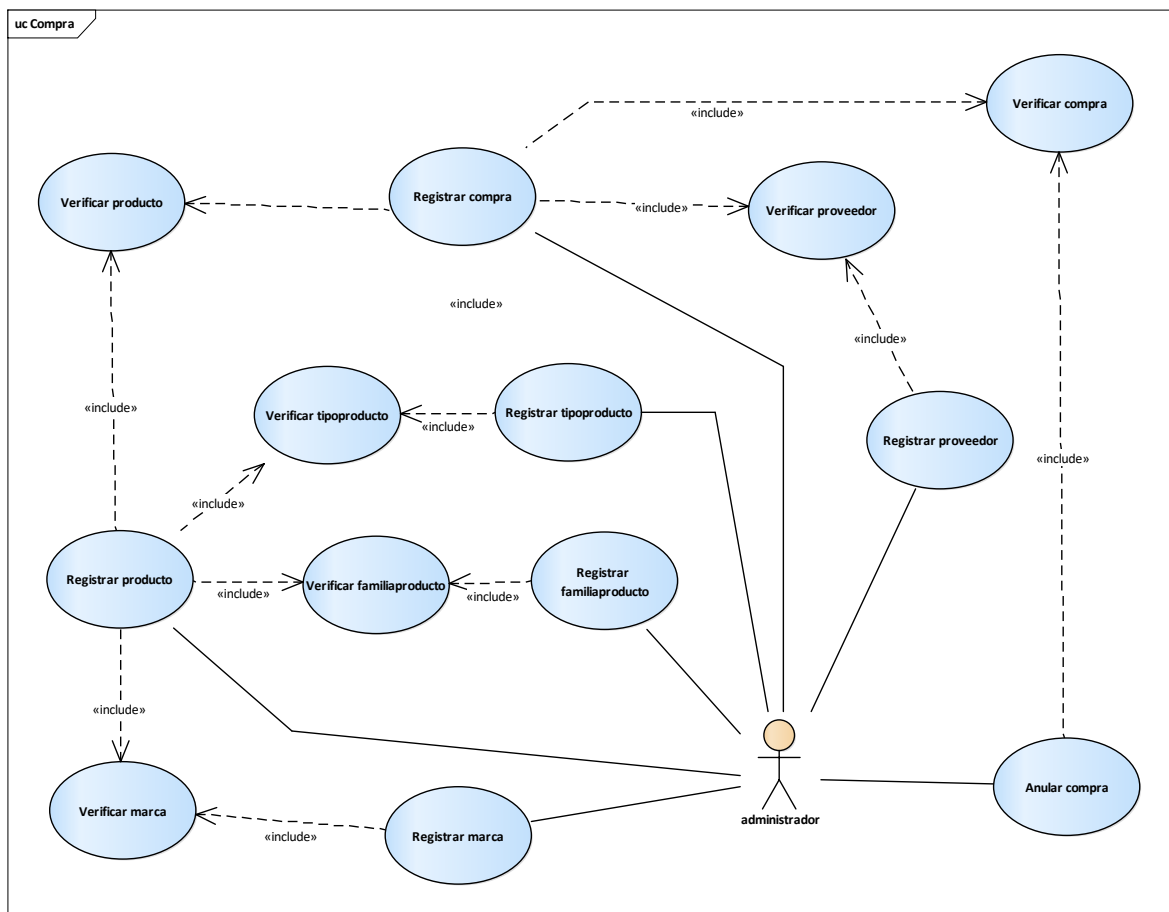 uc Compra
Verificar compra
«include»
Registrar compra
Verificar producto
Verificar proveedor
«include»
«include»
«include»
Verificar tipoproducto
Registrar tipoproducto
«include»
«include»
Registrar proveedor
«include»
«include»
Registrar producto
Verificar familiaproducto
Registrar
familiaproducto
«include»
«include»
«include»
administrador
Anular compra
Verificar marca
Registrar marca
«include»